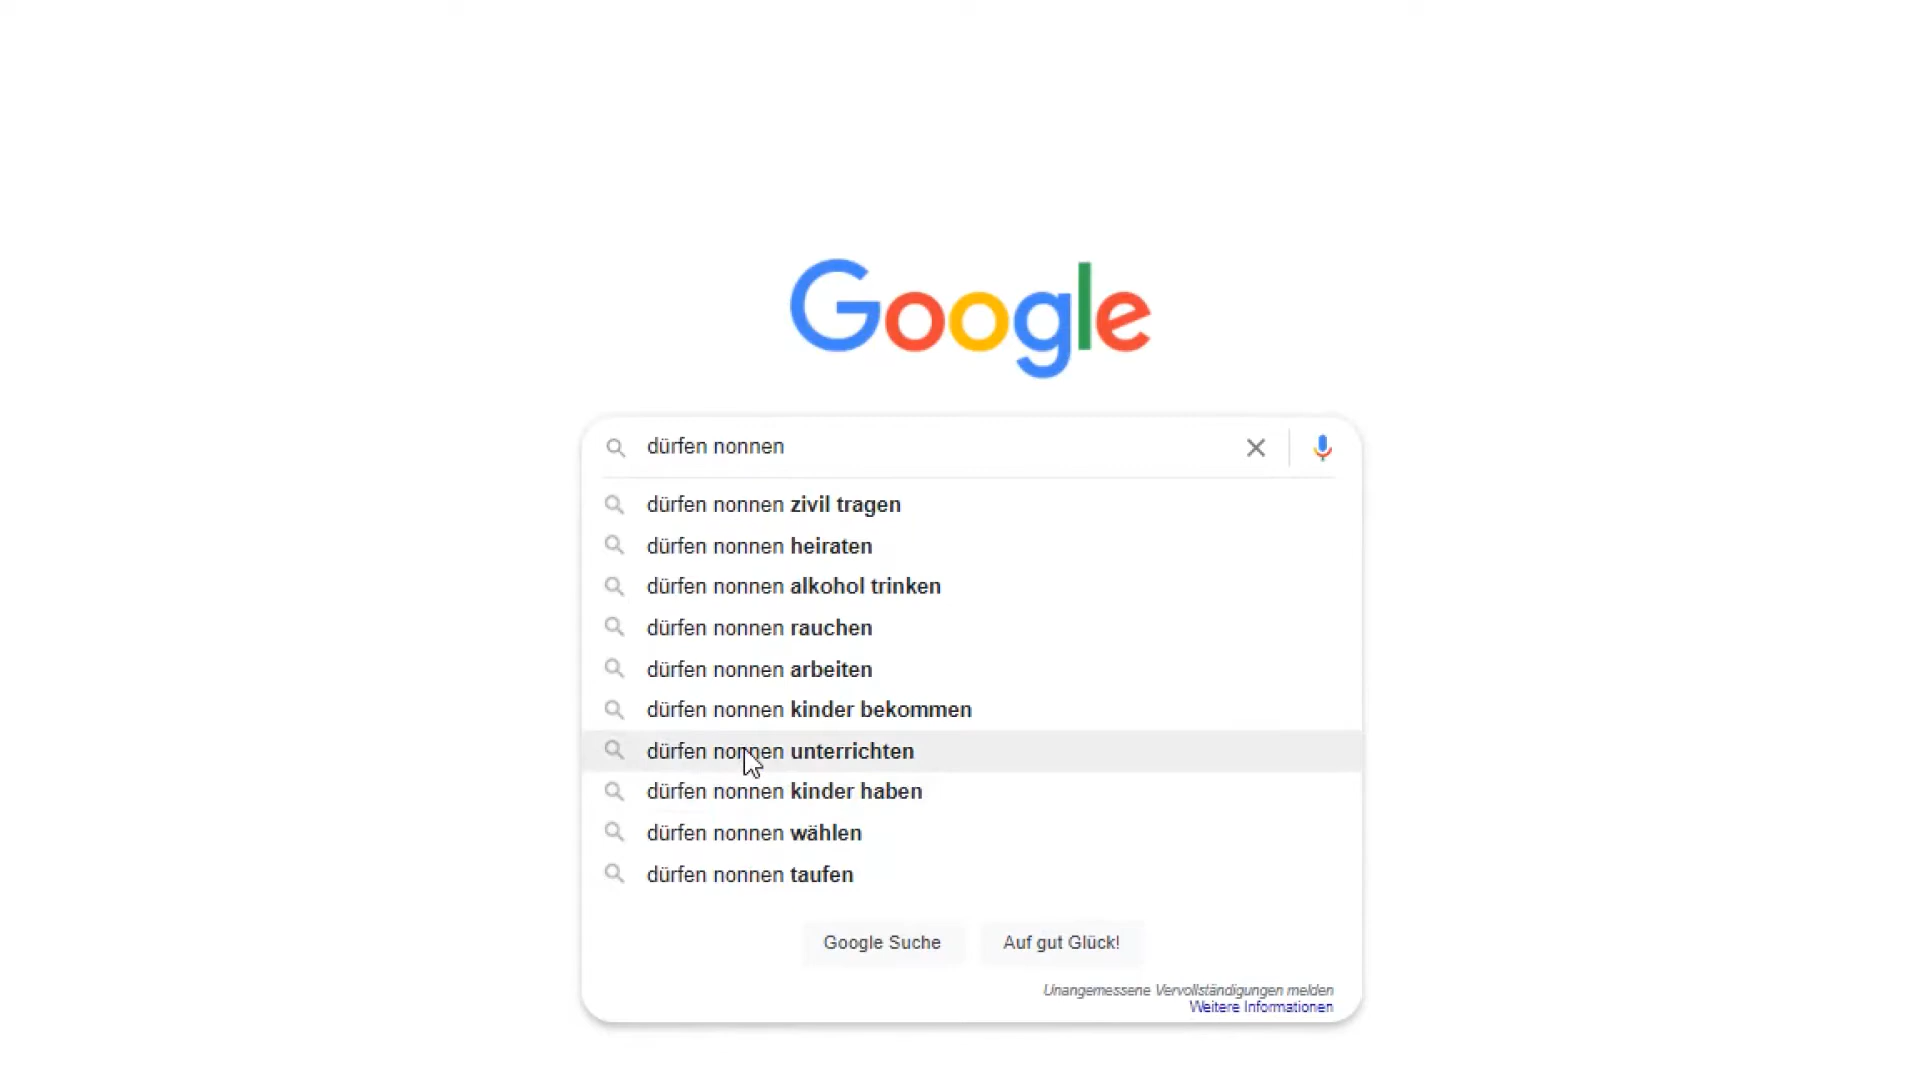 Google
dürfen nonnen
dürfen nonnen zivil tragen
dürfen nonnen heiraten
dürfen nonnen alkohol trinken
dürfen nonnen rauchen
dürfen nonnen arbeiten
dürfen nonnen kinder bekommen
dürfen nonnen unterrichten
dürfen nonnen kinder haben
dürfen nonnen wählen
dürfen nonnen taufen
Google Suche Auf gut Glück!
Unangemessene Vervollständigungen melden
Weitere Informationen